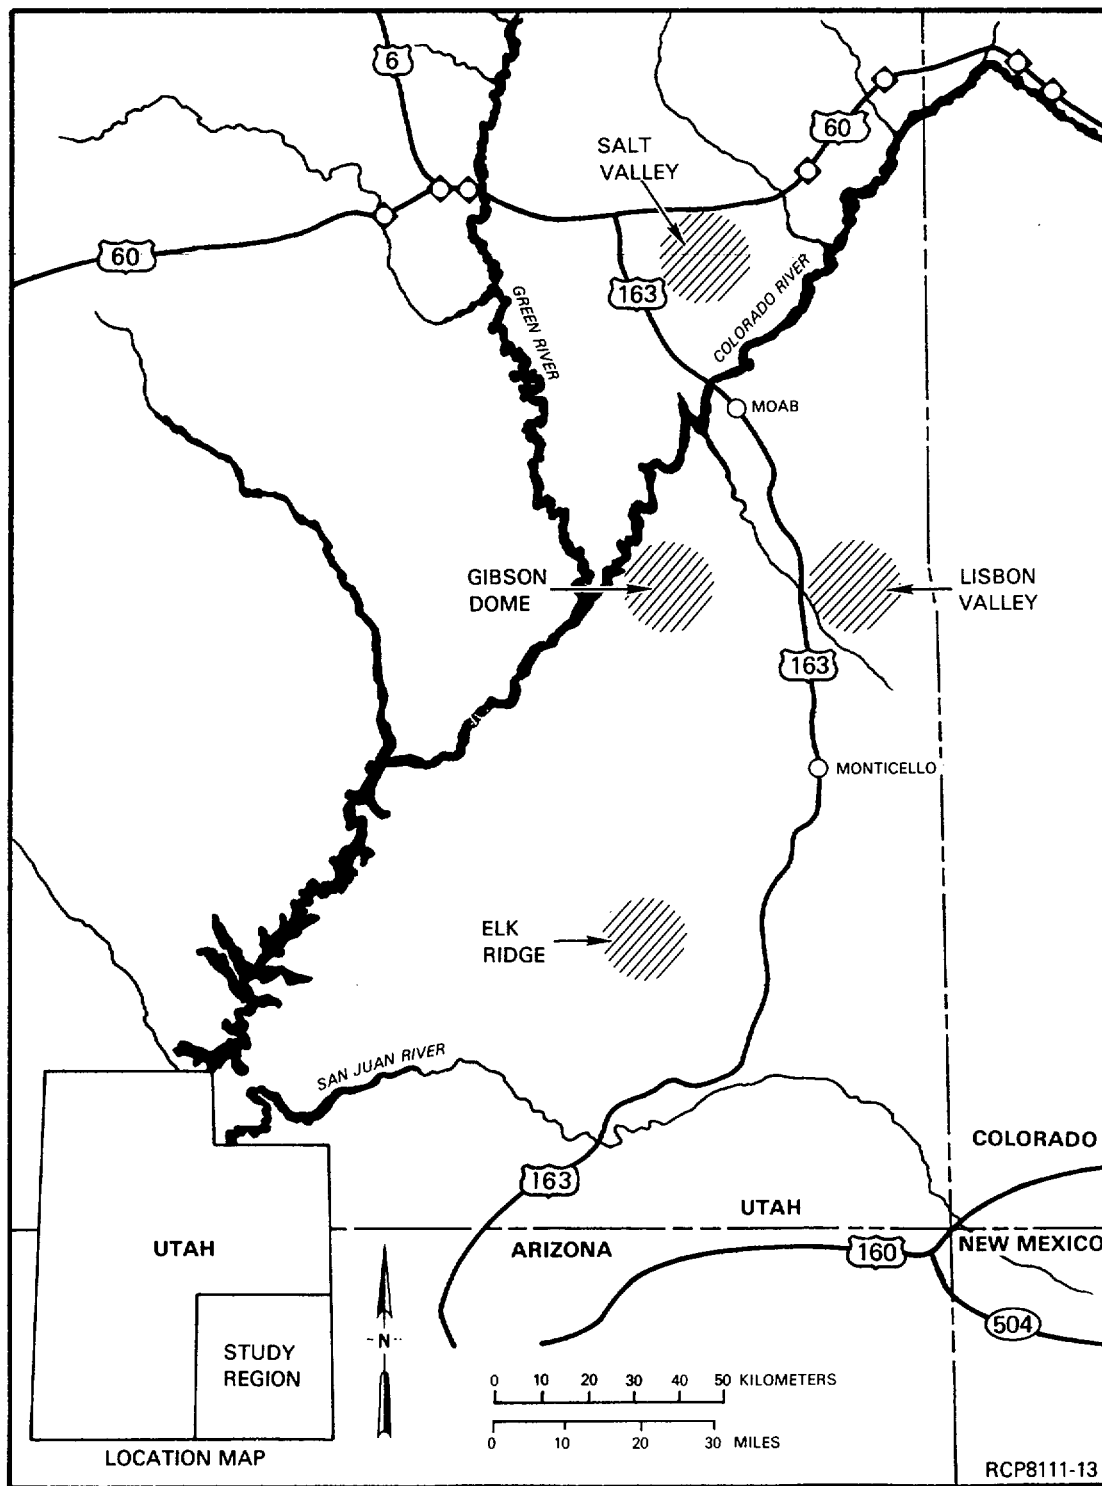 6
60
SALT
VALLEY
60
163
GREEN RIVER
COLORADO RIVER
MOAB
GIBSON
DOME
LISBON
VALLEY
163
MONTICELLO
ELK
RIDGE
SAN JUAN RIVER
163
COLORADO
UTAH
ARIZONA
NEW MEXICO
160
504
UTAH
STUDY
REGION
LOCATION MAP
N
0 10 20 30 40 50 KILOMETERS
0 10 20 30 MILES
RCP8111-13